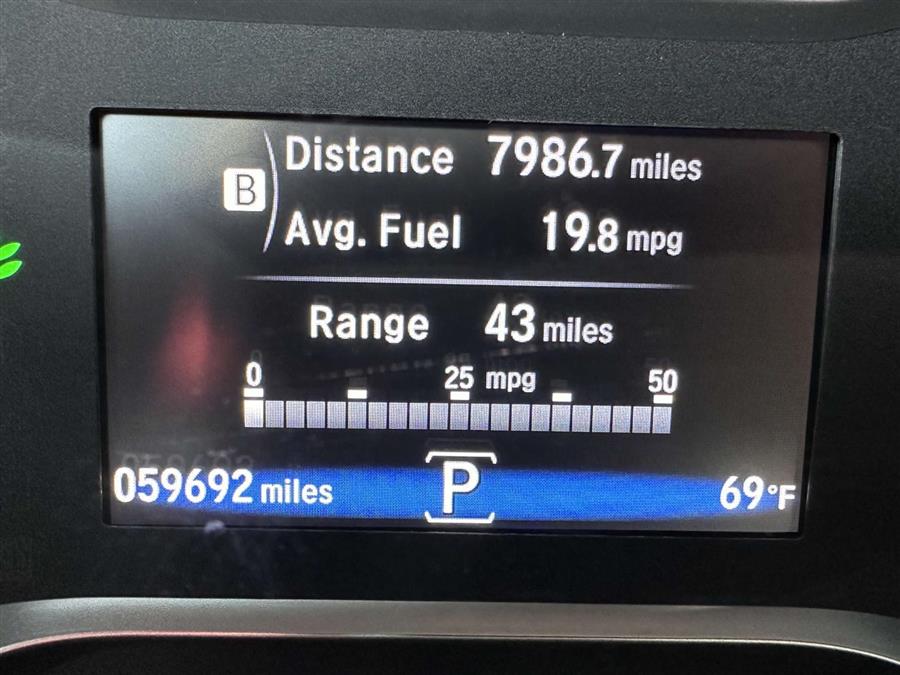 B
Distance 7986.7 miles
Avg. Fuel 19.8 mpg
Range 43 miles
0 25 mpg 50
059692 miles P 69°F